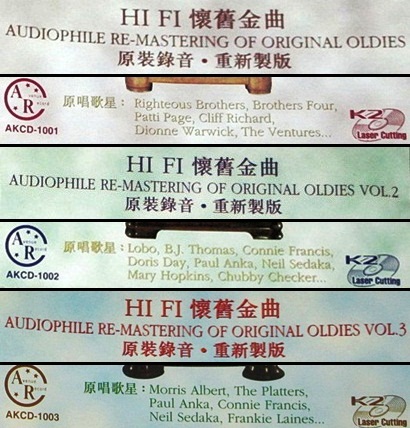 HI FI 懷舊金曲
AUDIOPHILE RE-MASTERING OF ORIGINAL OLDIES
原裝錄音·重新製版
A R
AKCD-1001
原唱歌星：Righteous Brothers, Brothers Four,
Patti Page, Cliff Richard,
Dionne Warwick, The Ventures...
K2
Laser Cutting
HI FI 懷舊金曲
AUDIOPHILE RE-MASTERING OF ORIGINAL OLDIES VOL.2
原裝錄音·重新製版
A R
AKCD-1002
原唱歌星：Lobo, B.J. Thomas, Connie Francis,
Doris Day, Paul Anka, Neil Sedaka,
Mary Hopkins, Chubby Checker...
K2
Laser Cutting
HI FI 懷舊金曲
AUDIOPHILE RE-MASTERING OF ORIGINAL OLDIES VOL.3
原裝錄音·重新製版
A R
AKCD-1003
原唱歌星：Morris Albert, The Platters,
Paul Anka, Connie Francis,
Neil Sedaka, Frankie Laines...
K2
Laser Cutting